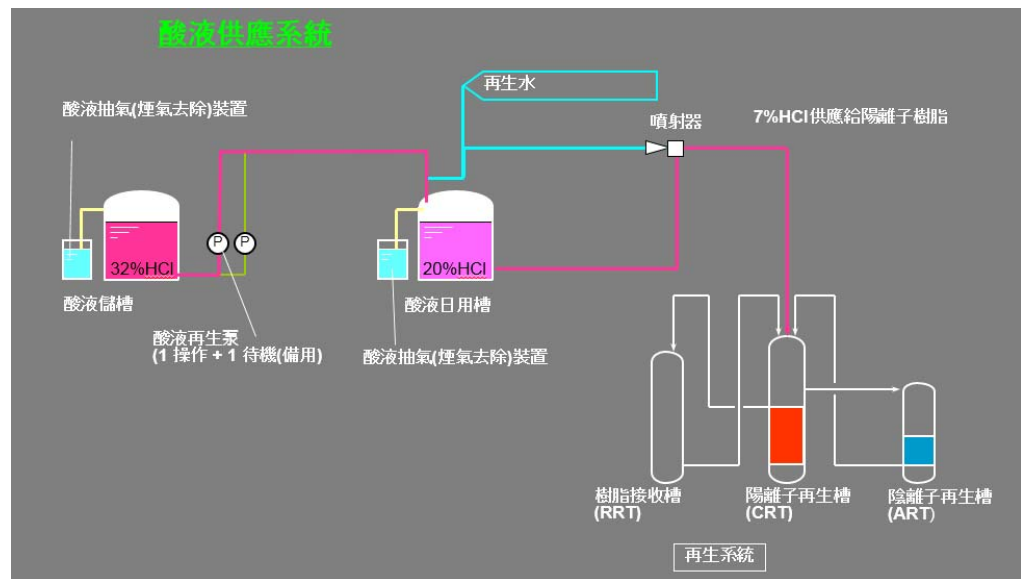 酸液供應系統
再生水
酸液抽氣(煙氣去除)裝置
噴射器
7%HCl供應給陽離子樹脂
P
P
32%HCl
20%HCl
酸液儲槽
酸液日用槽
酸液再生泵
(1 操作 + 1 待機(備用)
酸液抽氣(煙氣去除)裝置
樹脂接收槽
(RRT)
陽離子再生槽
(CRT)
陰離子再生槽
(ART)
再生系統